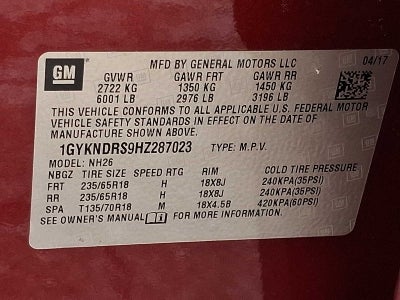 GM
MFD BY GENERAL MOTORS LLC 04/17
GVWR GAWR FRT GAWR RR
2722 KG 1350 KG 1450 KG
6001 LB 2976 LB 3196 LB
THIS VEHICLE CONFORMS TO ALL APPLICABLE U.S. FEDERAL MOTOR
VEHICLE SAFETY STANDARDS IN EFFECT ON THE DATE OF
MANUFACTURE SHOWN ABOVE.
1GYKNDRS9HZ287023 TYPE: M.P.V.
MODEL: NH26
NBGZ TIRE SIZE SPEED RTG RIM COLD TIRE PRESSURE
FRT 235/65R18 H 18X8J 240KPA(35PSI)
RR 235/65R18 H 18X8J 240KPA(35PSI)
SPA T135/70R18 M 18X4.5B 420KPA(60PSI)
SEE OWNER'S MANUAL FOR MORE INFORMATION.